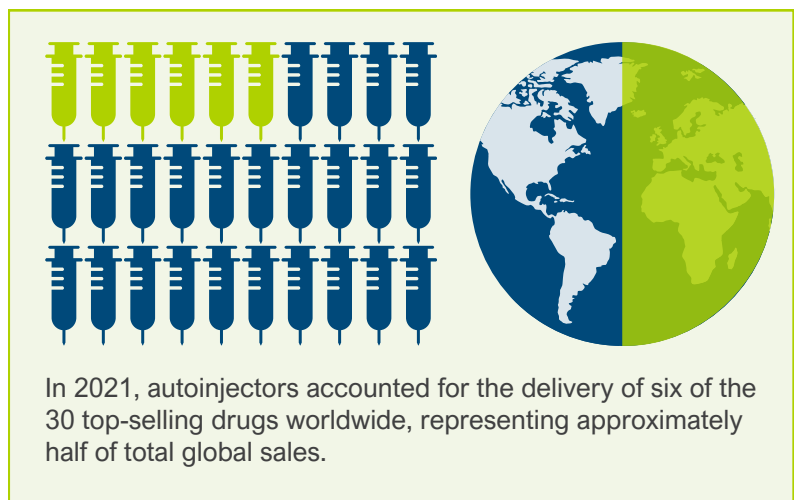 In 2021, autoinjectors accounted for the delivery of six of the
30 top-selling drugs worldwide, representing approximately
half of total global sales.